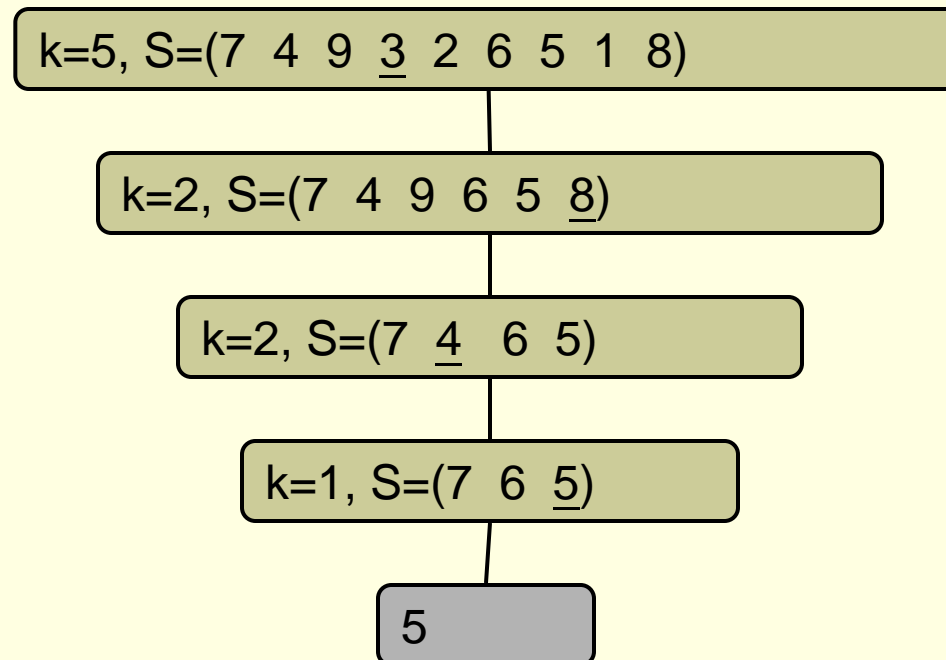 k=5, S=(7 4 9 3 2 6 5 1 8)
k=2, S=(7 4 9 6 5 8)
k=2, S=(7 4 6 5)
k=1, S=(7 6 5)
5